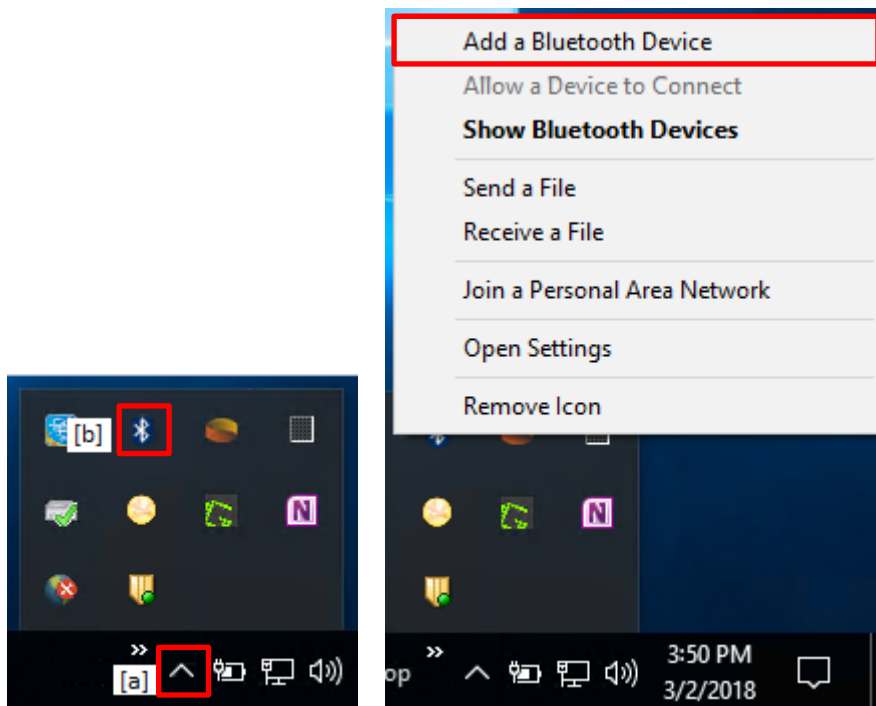 [b]
[a]
Add a Bluetooth Device
Allow a Device to Connect
Show Bluetooth Devices
Send a File
Receive a File
Join a Personal Area Network
Open Settings
Remove Icon
N
N
op
3:50 PM
3/2/2018